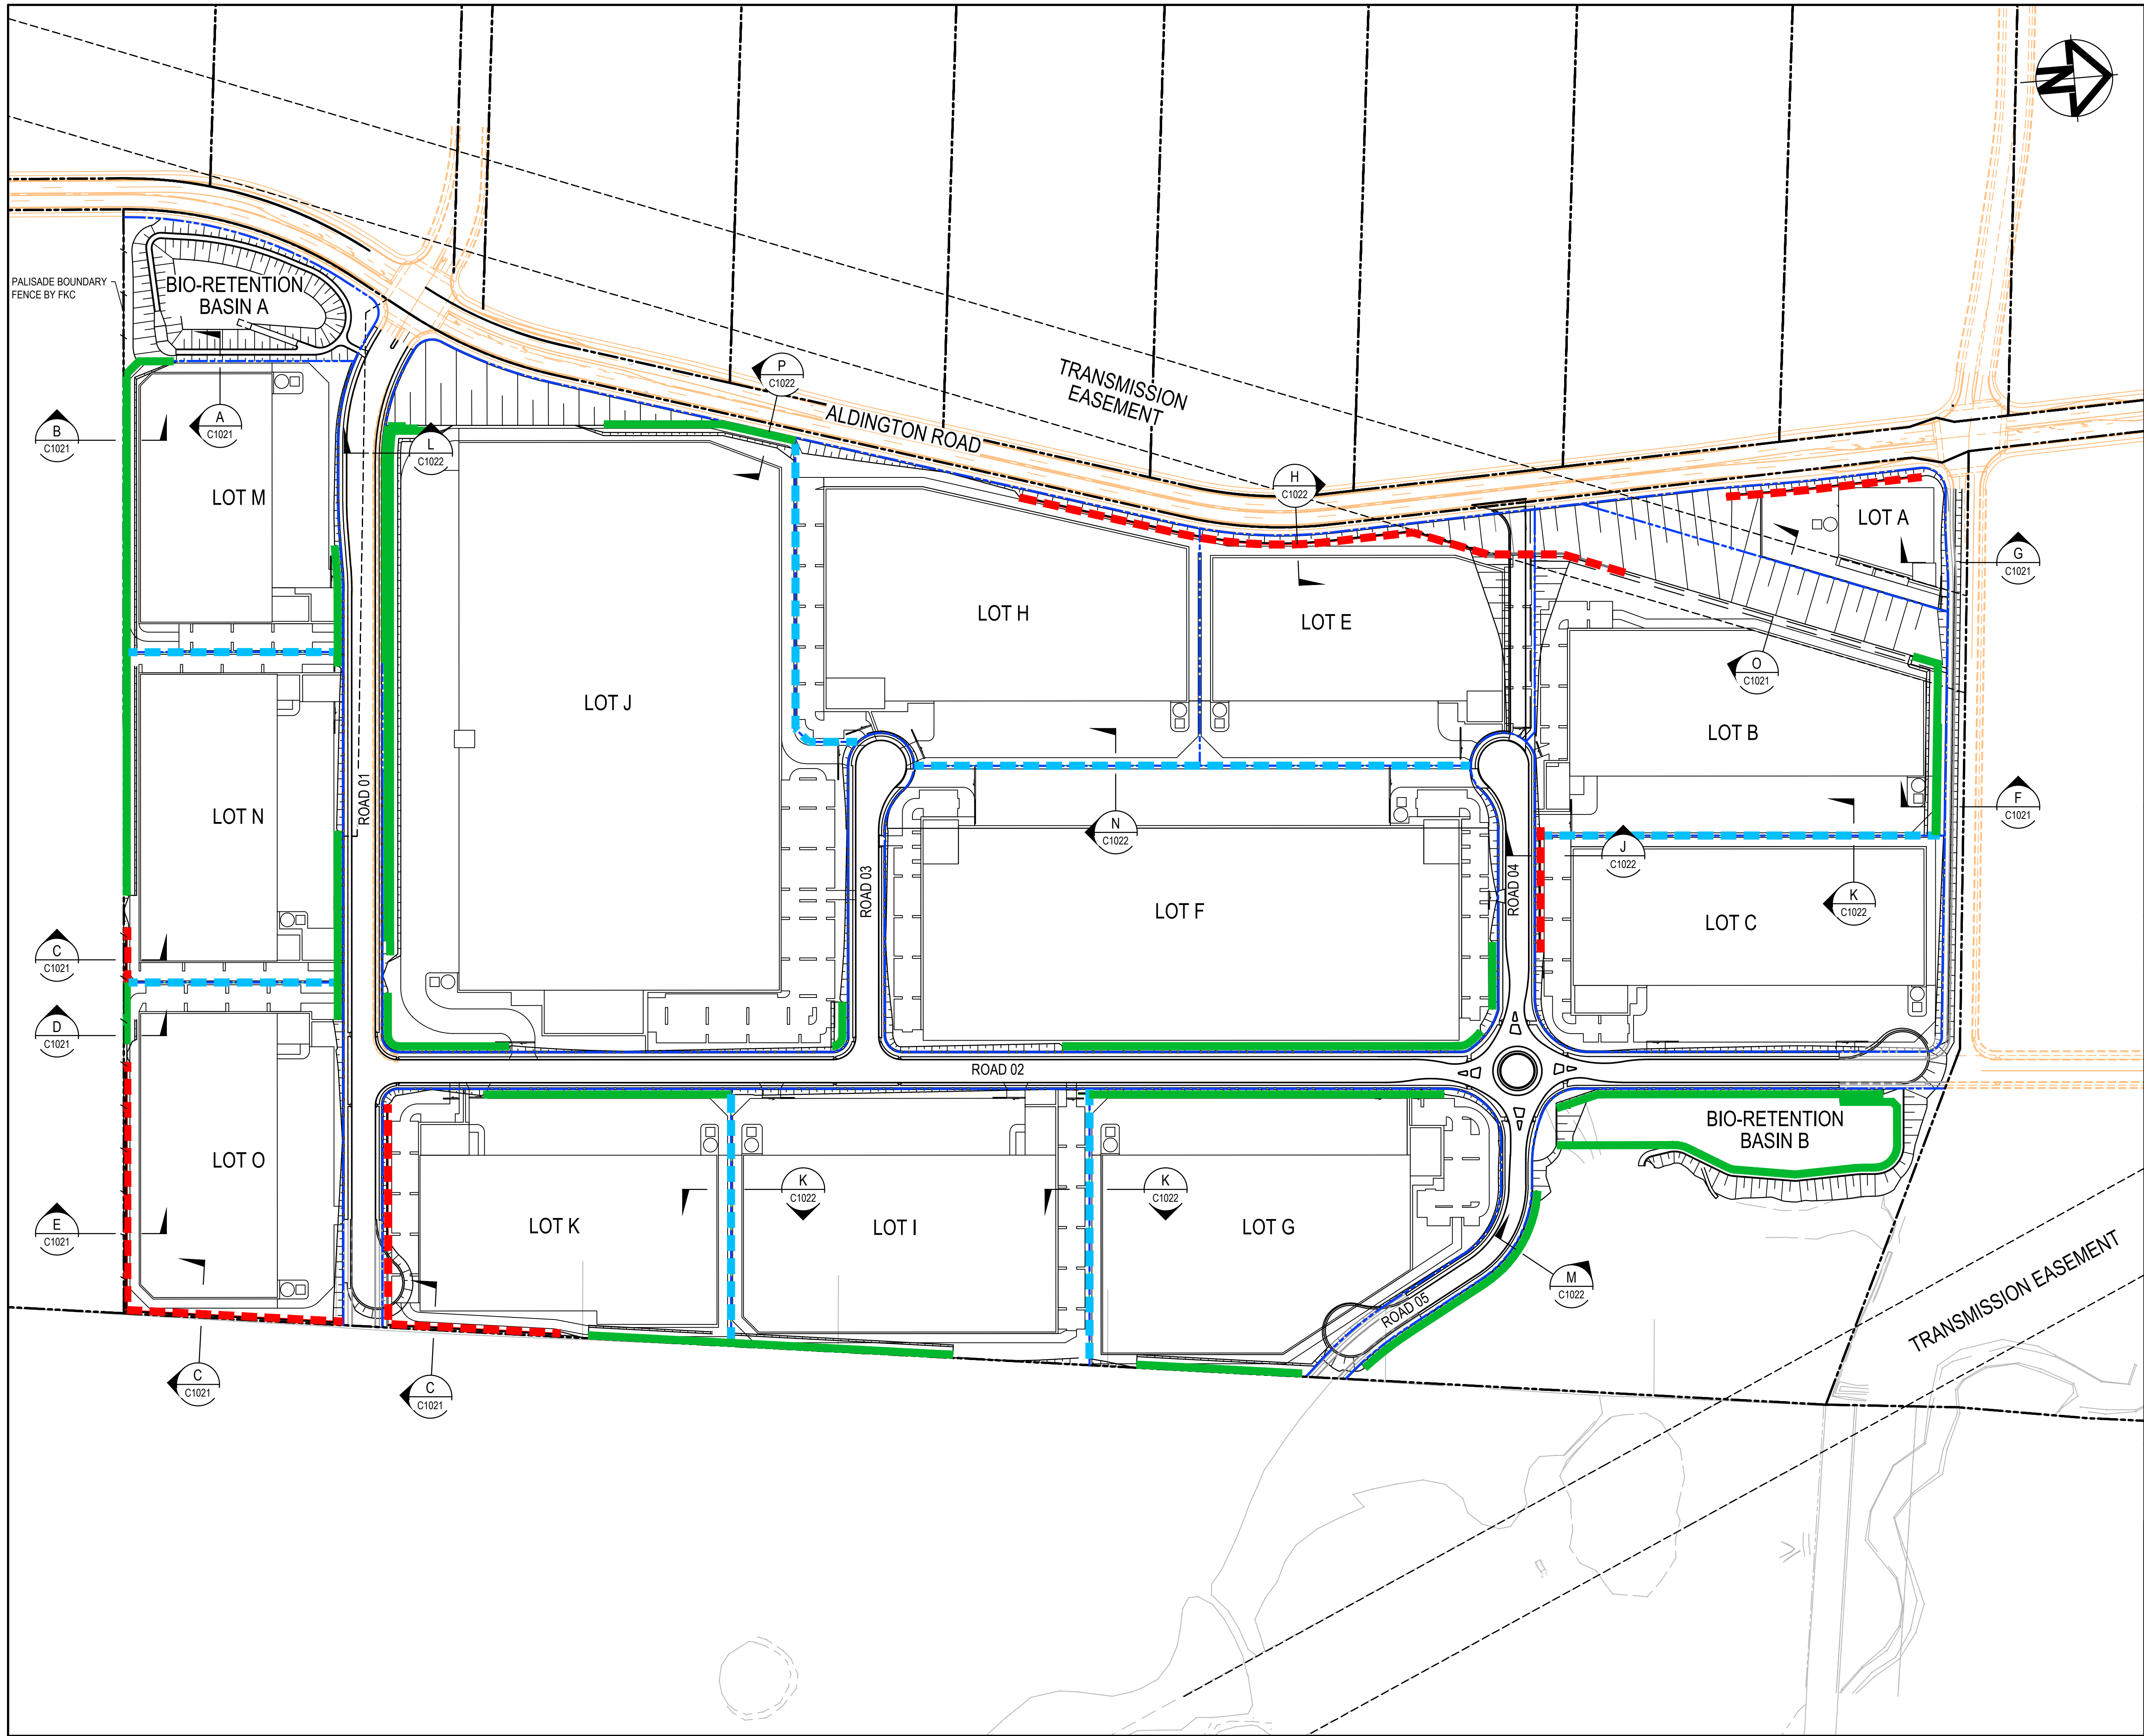 N
PALISADE BOUNDARY
FENCE BY FKC
BIO-RETENTION
BASIN A
TRANSMISSION
EASEMENT
ALDINGTON ROAD
P
C1022
A
C1021
B
C1021
L
C1022
H
C1022
LOT M
LOT A
G
C1021
LOT H
LOT E
O
C1021
LOT J
LOT B
ROAD 01
LOT N
F
C1021
N
C1022
J
C1022
ROAD 03
ROAD 04
LOT F
LOT C
K
C1022
C
C1021
D
C1021
ROAD 02
BIO-RETENTION
BASIN B
LOT O
K
C1022
K
C1022
E
C1021
LOT K
LOT I
LOT G
M
C1022
ROAD 05
TRANSMISSION EASEMENT
C
C1021
C
C1021